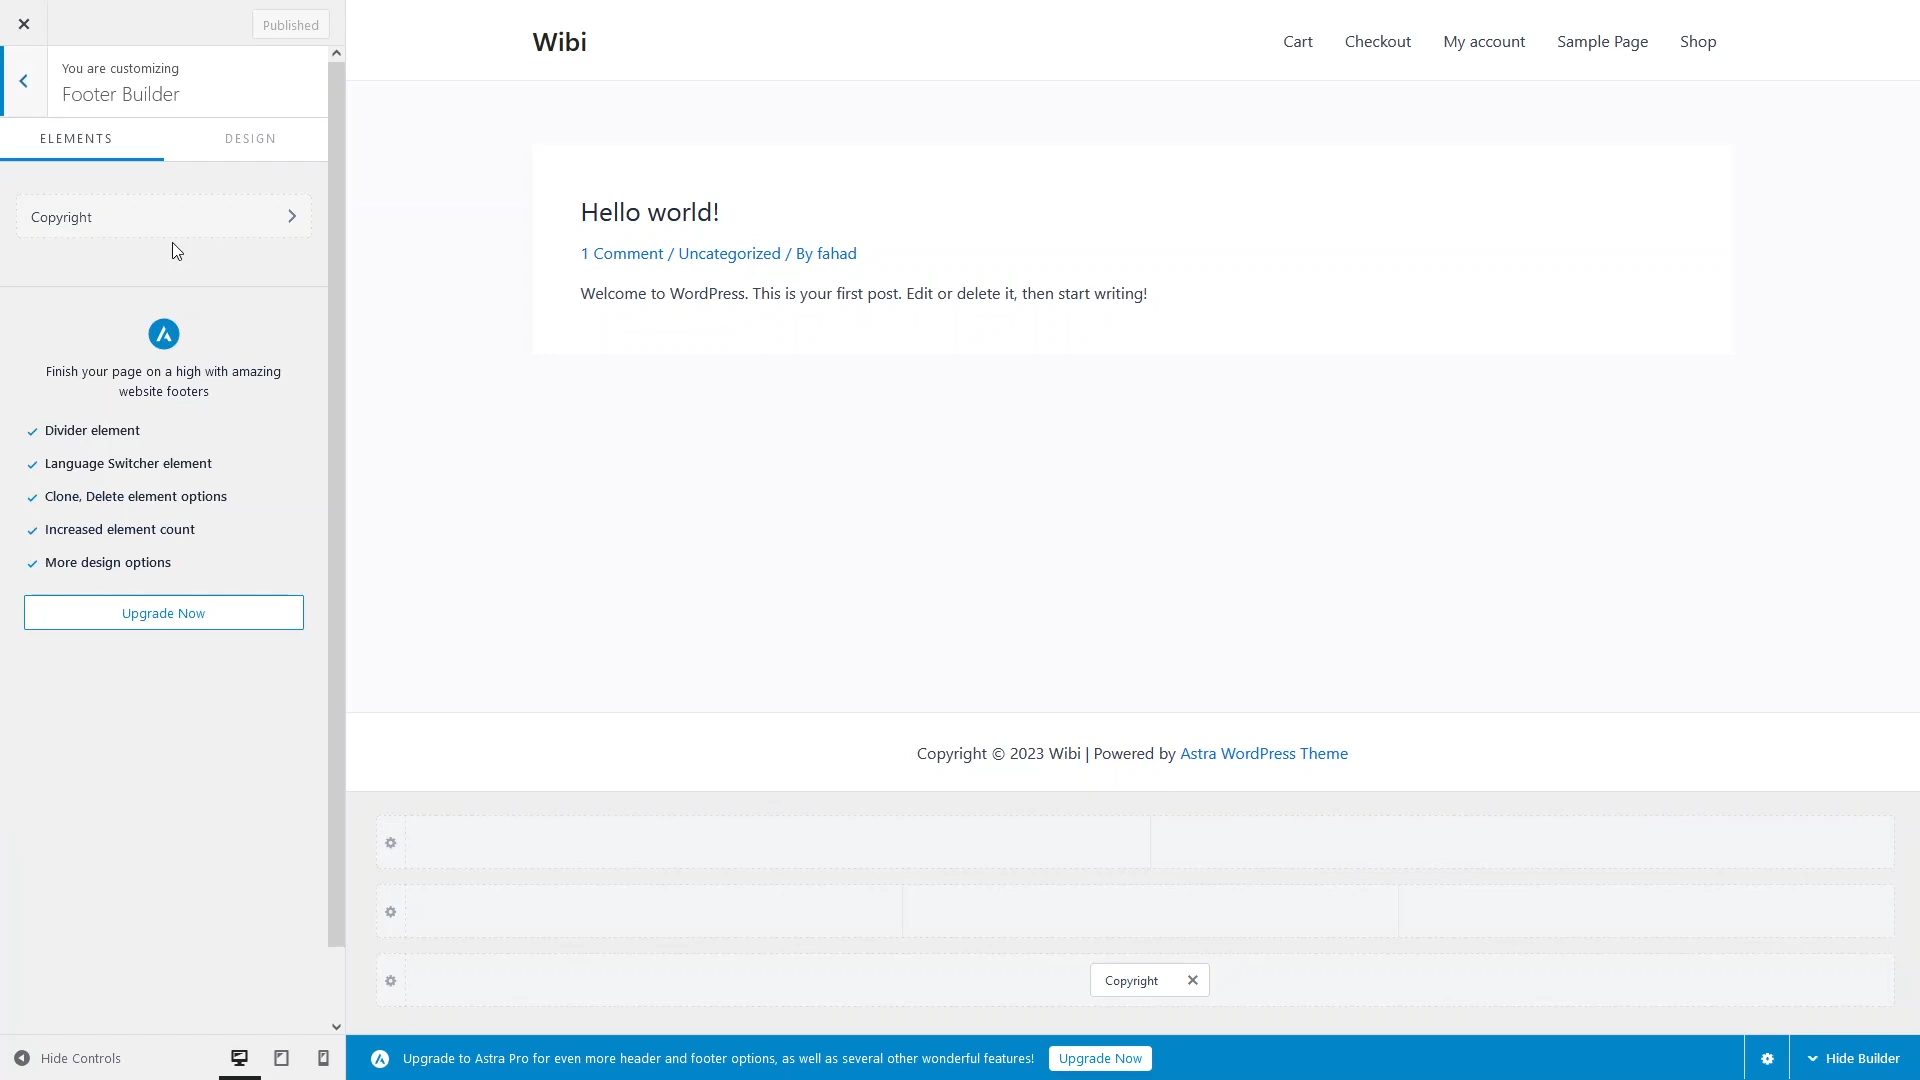 Published
You are customizing
Footer Builder
ELEMENTS
DESIGN
Copyright
Finish your page on a high with amazing
website footers
Divider element
Language Switcher element
Clone, Delete element options
Increased element count
More design options
Upgrade Now
Hide Controls
Wibi
Cart
Checkout
My account
Sample Page
Shop
Hello world!
1 Comment / Uncategorized / By fahad
Welcome to WordPress. This is your first post. Edit or delete it, then start writing!
Copyright © 2023 Wibi | Powered by Astra WordPress Theme
Copyright
Upgrade to Astra Pro for even more header and footer options, as well as several other wonderful features!
Upgrade Now
Hide Builder